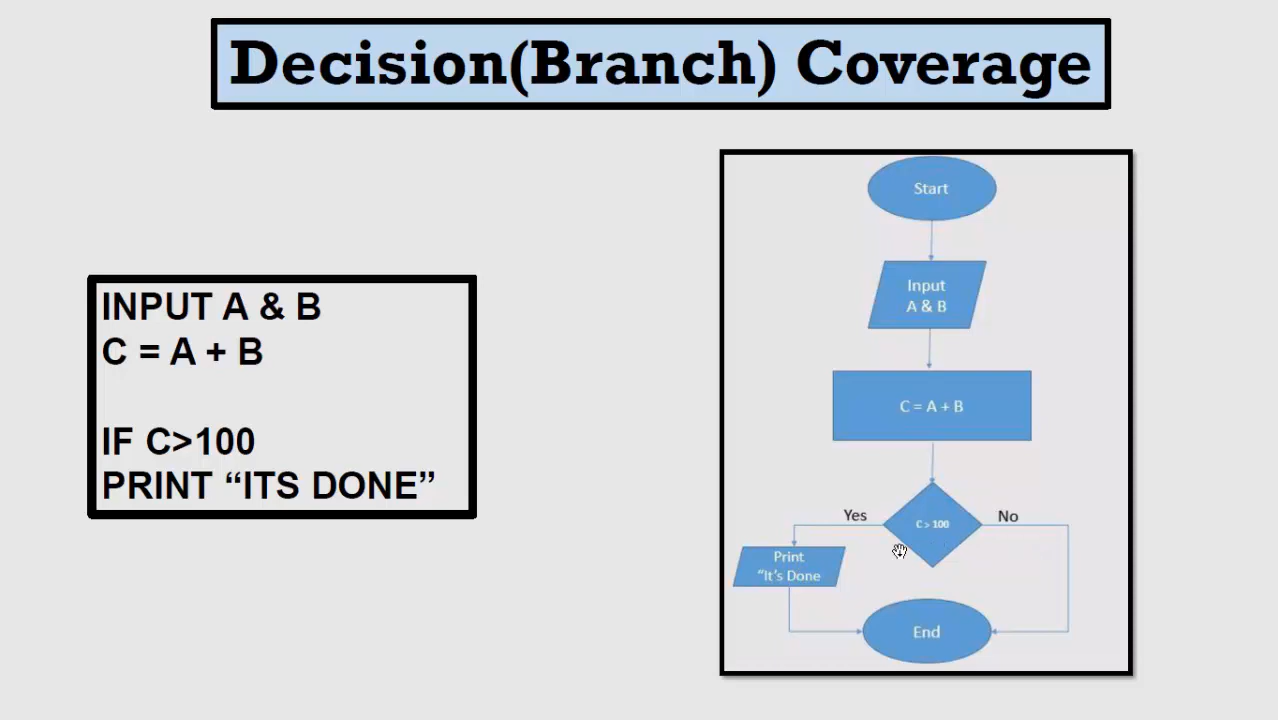 Decision(Branch) Coverage
INPUT A & B
C = A + B
IF C>100
PRINT “ITS DONE”
Start
Input
A & B
C = A + B
C > 100
Yes
No
Print
“It’s Done
End